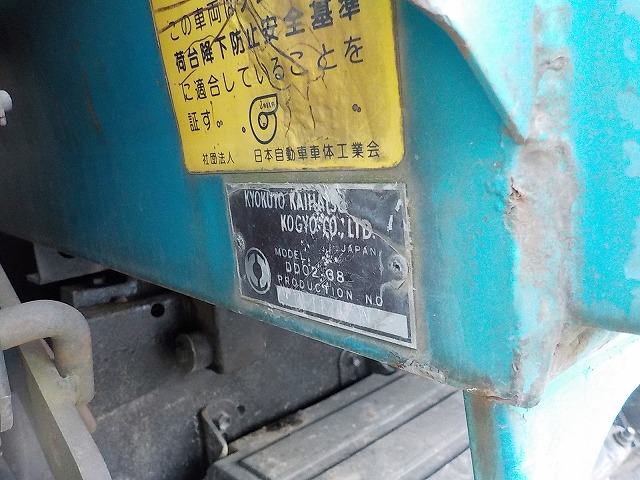 この車両は
荷台降下防止安全基準
に適合していることを
証す。
社団法人 日本自動車車体工業会
KYOKUTO KAIHATSU
KOGYO CO., LTD.
JAPAN
MODEL
DD02-38
PRODUCTION NO